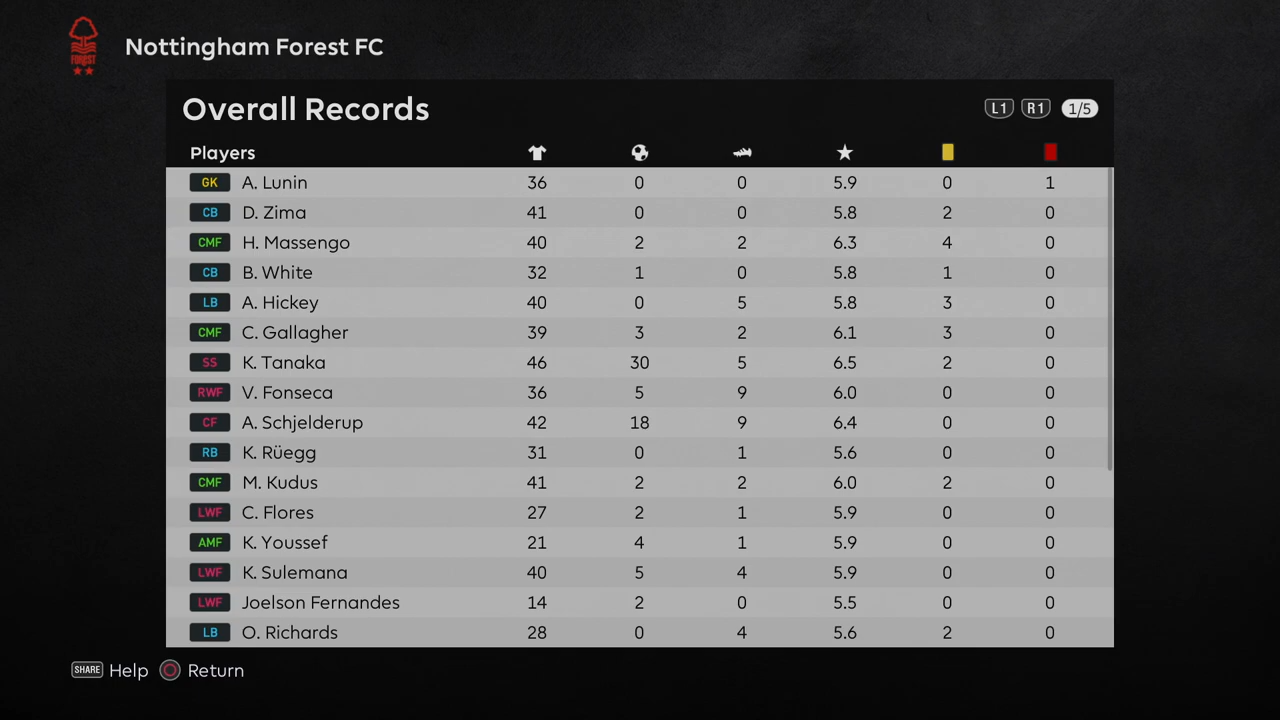 FOREST
Nottingham Forest FC
Overall Records L1 R1 1/5
Players
GK A. Lunin 36 0 0 5.9 0 1
CB D. Zima 41 0 0 5.8 2 0
CMF H. Massengo 40 2 2 6.3 4 0
CB B. White 32 1 0 5.8 1 0
LB A. Hickey 40 0 5 5.8 3 0
CMF C. Gallagher 39 3 2 6.1 3 0
SS K. Tanaka 46 30 5 6.5 2 0
RWF V. Fonseca 36 5 9 6.0 0 0
CF A. Schjelderup 42 18 9 6.4 0 0
RB K. Rüegg 31 0 1 5.6 0 0
CMF M. Kudus 41 2 2 6.0 2 0
LWF C. Flores 27 2 1 5.9 0 0
AMF K. Youssef 21 4 1 5.9 0 0
LWF K. Sulemana 40 5 4 5.9 0 0
LWF Joelson Fernandes 14 2 0 5.5 0 0
LB O. Richards 28 0 4 5.6 2 0
SHARE Help Return